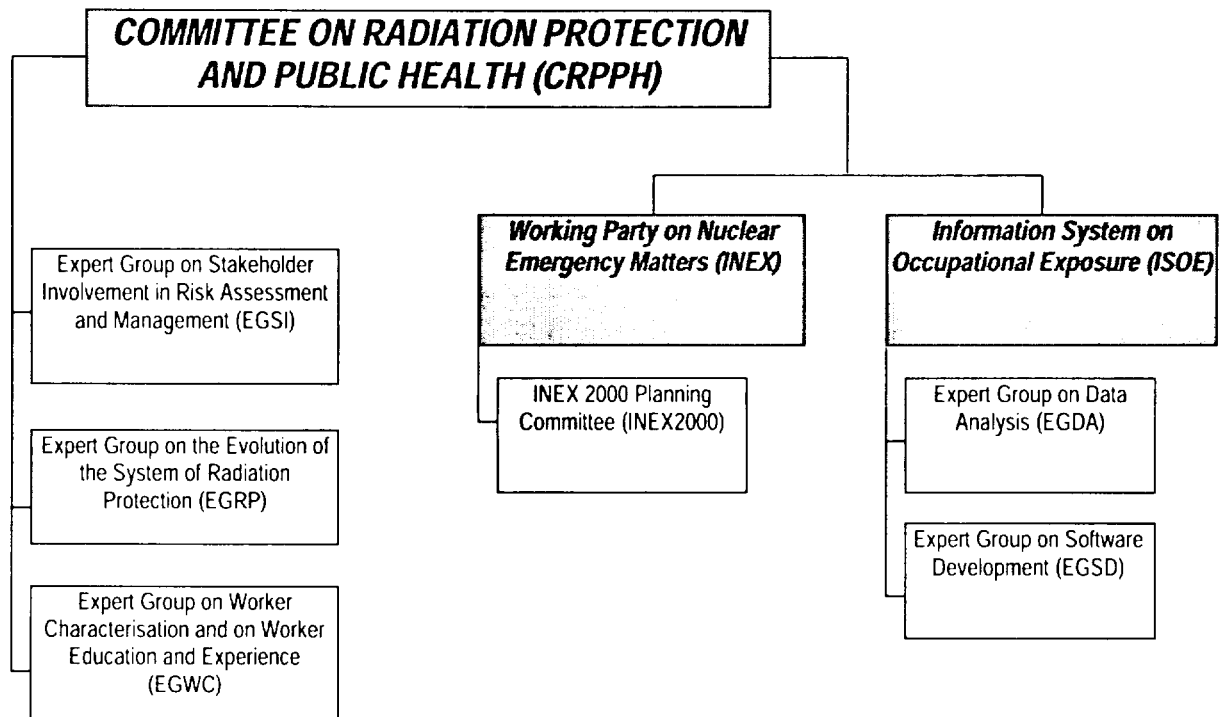 COMMITTEE ON RADIATION PROTECTION
AND PUBLIC HEALTH (CRPPH)
Expert Group on Stakeholder
Involvement in Risk Assessment
and Management (EGSI)
Expert Group on the Evolution of
the System of Radiation
Protection (EGRP)
Expert Group on Worker
Characterisation and on Worker
Education and Experience
(EGWC)
Working Party on Nuclear
Emergency Matters (INEX)
INEX 2000 Planning
Committee (INEX2000)
Information System on
Occupational Exposure (ISOE)
Expert Group on Data
Analysis (EGDA)
Expert Group on Software
Development (EGSD)